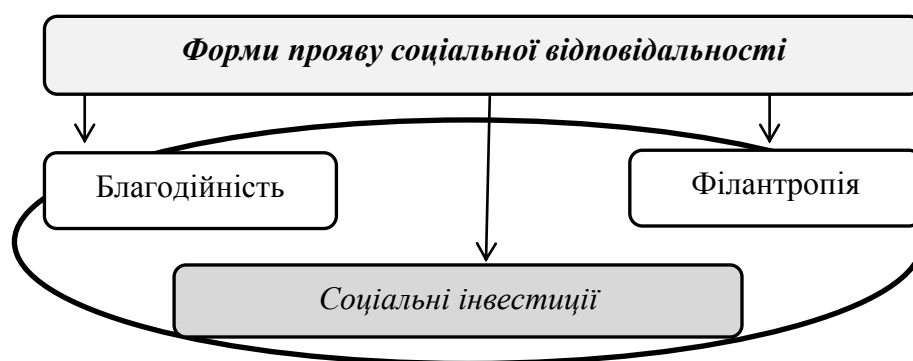 Форми прояву соціальної відповідальності
Благодійність
Філантропія
Соціальні інвестиції